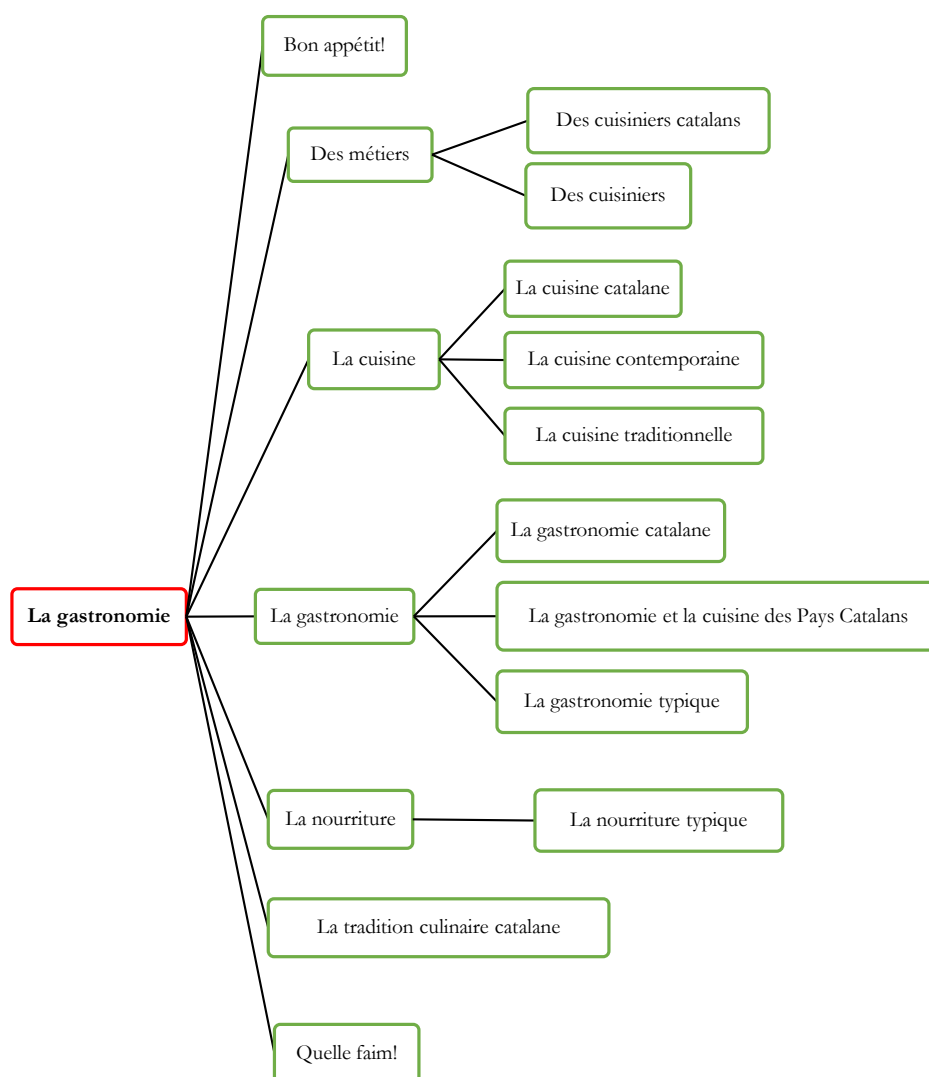 Bon appétit!
Des métiers
Des cuisiniers catalans
Des cuisiniers
La cuisine
La cuisine catalane
La cuisine contemporaine
La cuisine traditionnelle
La gastronomie
La gastronomie
La gastronomie catalane
La gastronomie et la cuisine des Pays Catalans
La gastronomie typique
La nourriture
La nourriture typique
La tradition culinaire catalane
Quelle faim!